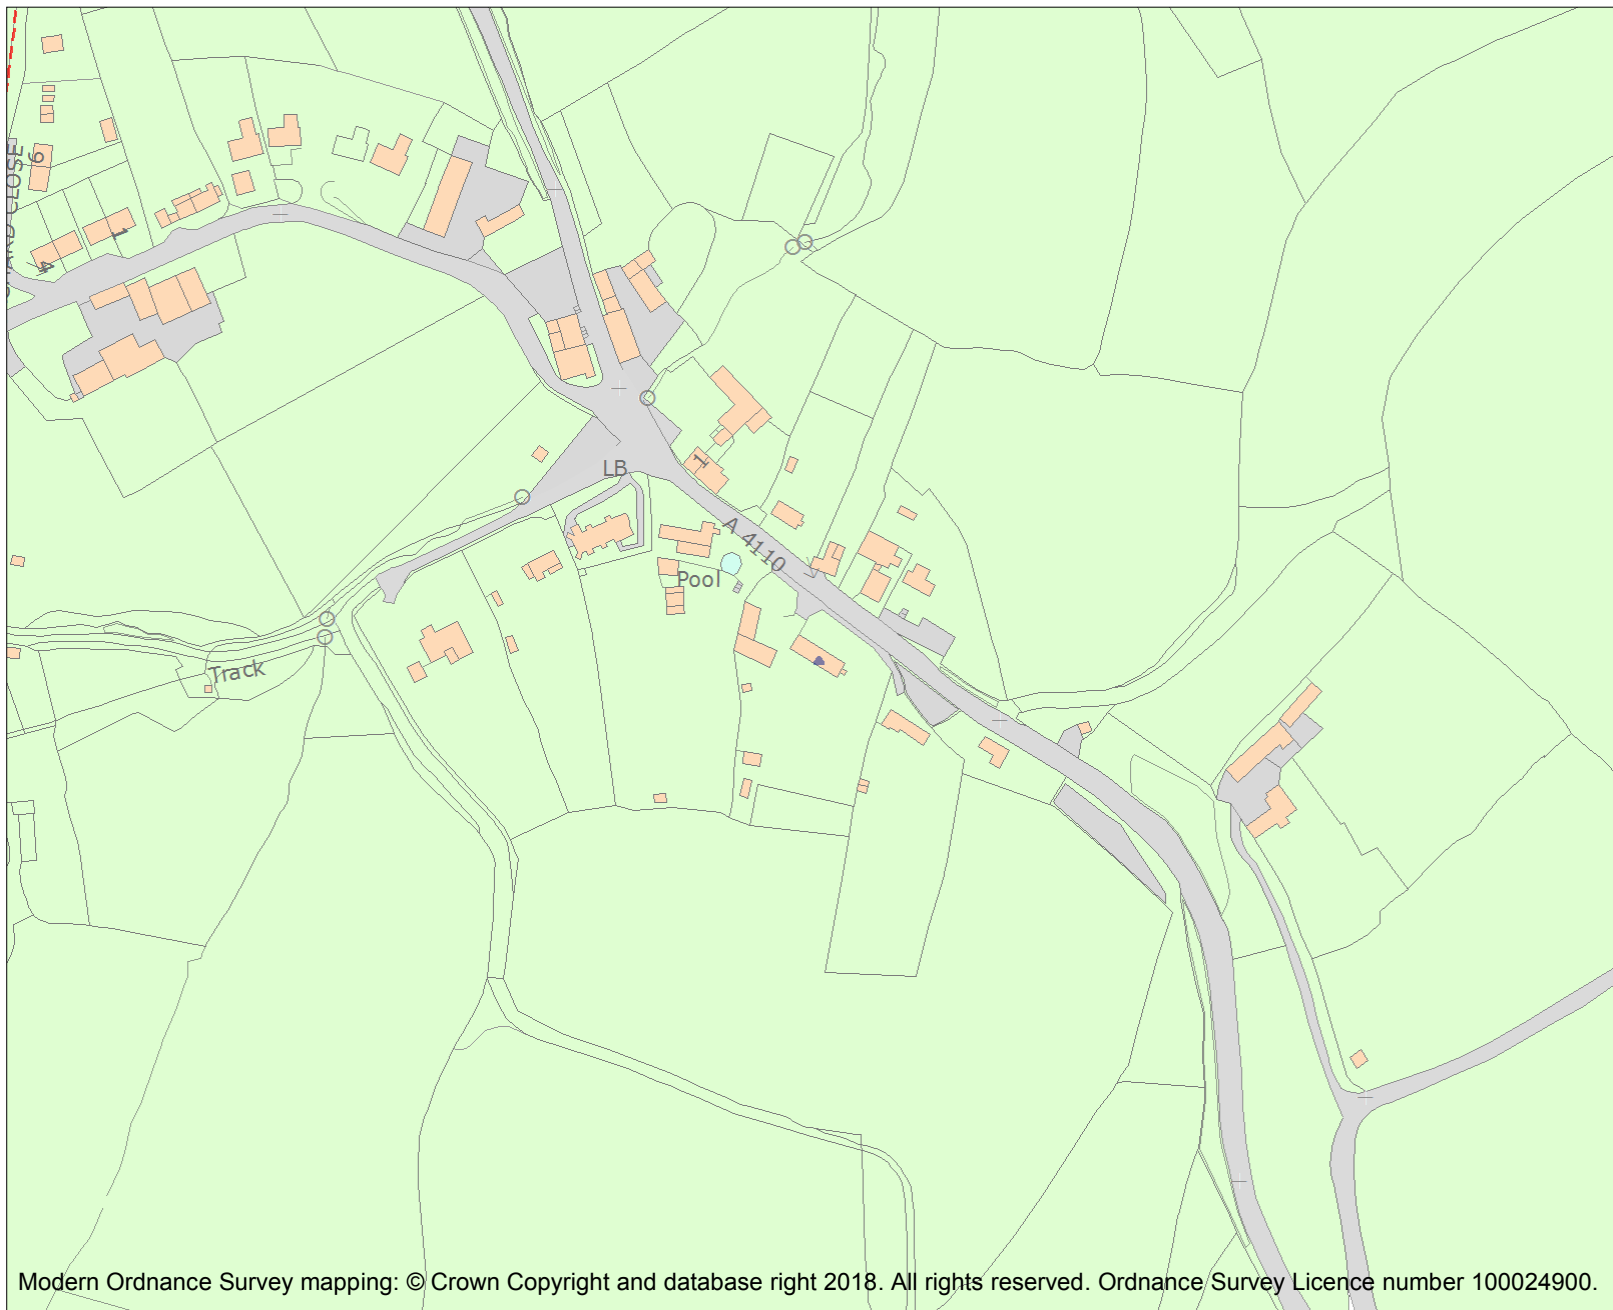 6
1
4
LB
1
A 4110
Pool
Track
Modern Ordnance Survey mapping: © Crown Copyright and database right 2018. All rights reserved. Ordnance Survey Licence number 100024900.
CLOSE